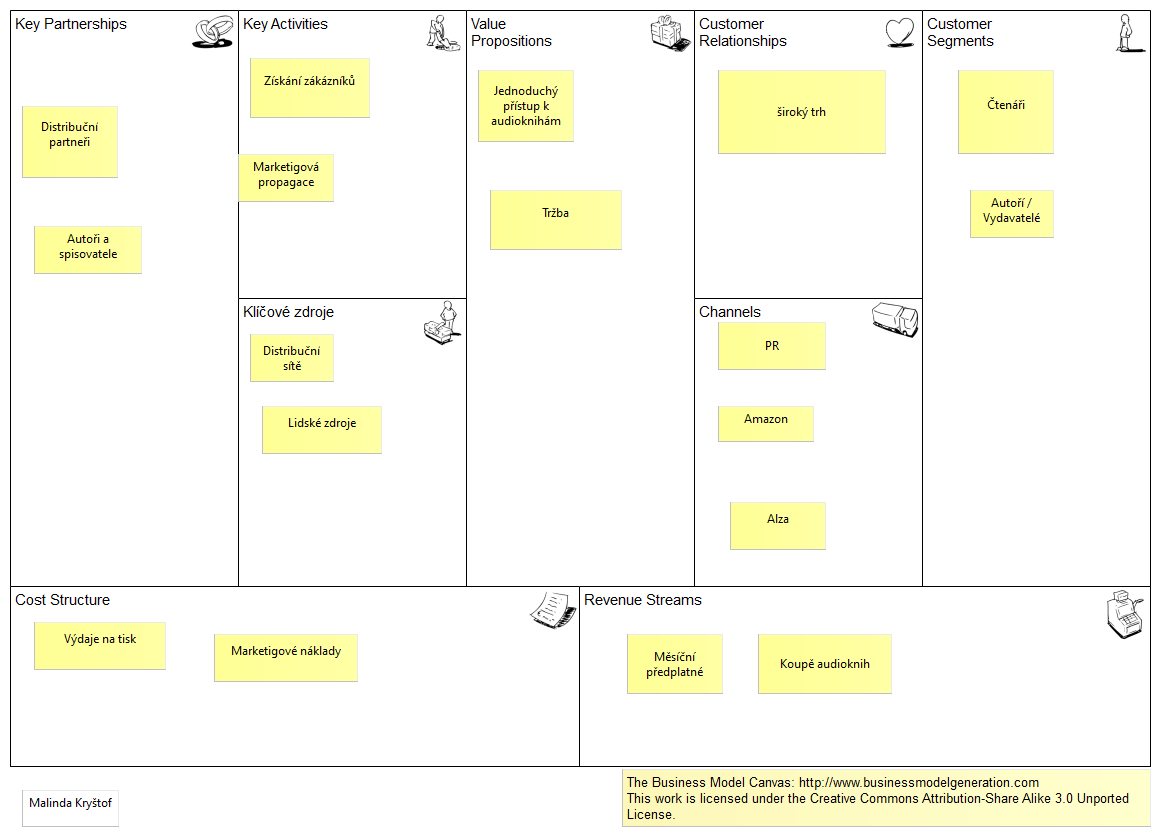 Key Partnerships
Distribuční
partneři
Autoři a
spisovatele
Key Activities
Získání zákázníků
Marketigová
propagace
Klíčové zdroje
Distribuční
sítě
Lidské zdroje
Value
Propositions
Jednoduchý
přístup k
audioknihám
Tržba
Customer
Relationships
široký trh
Channels
PR
Amazon
Alza
Customer
Segments
Čtenáři
Autoří /
Vydavatelé
Cost Structure
Výdaje na tisk
Marketigové náklady
Revenue Streams
Měsíční
předplatné
Koupě audioknih
Malinda Kryštof
The Business Model Canvas: http://www.businessmodelgeneration.com
This work is licensed under the Creative Commons Attribution-Share Alike 3.0 Unported
License.